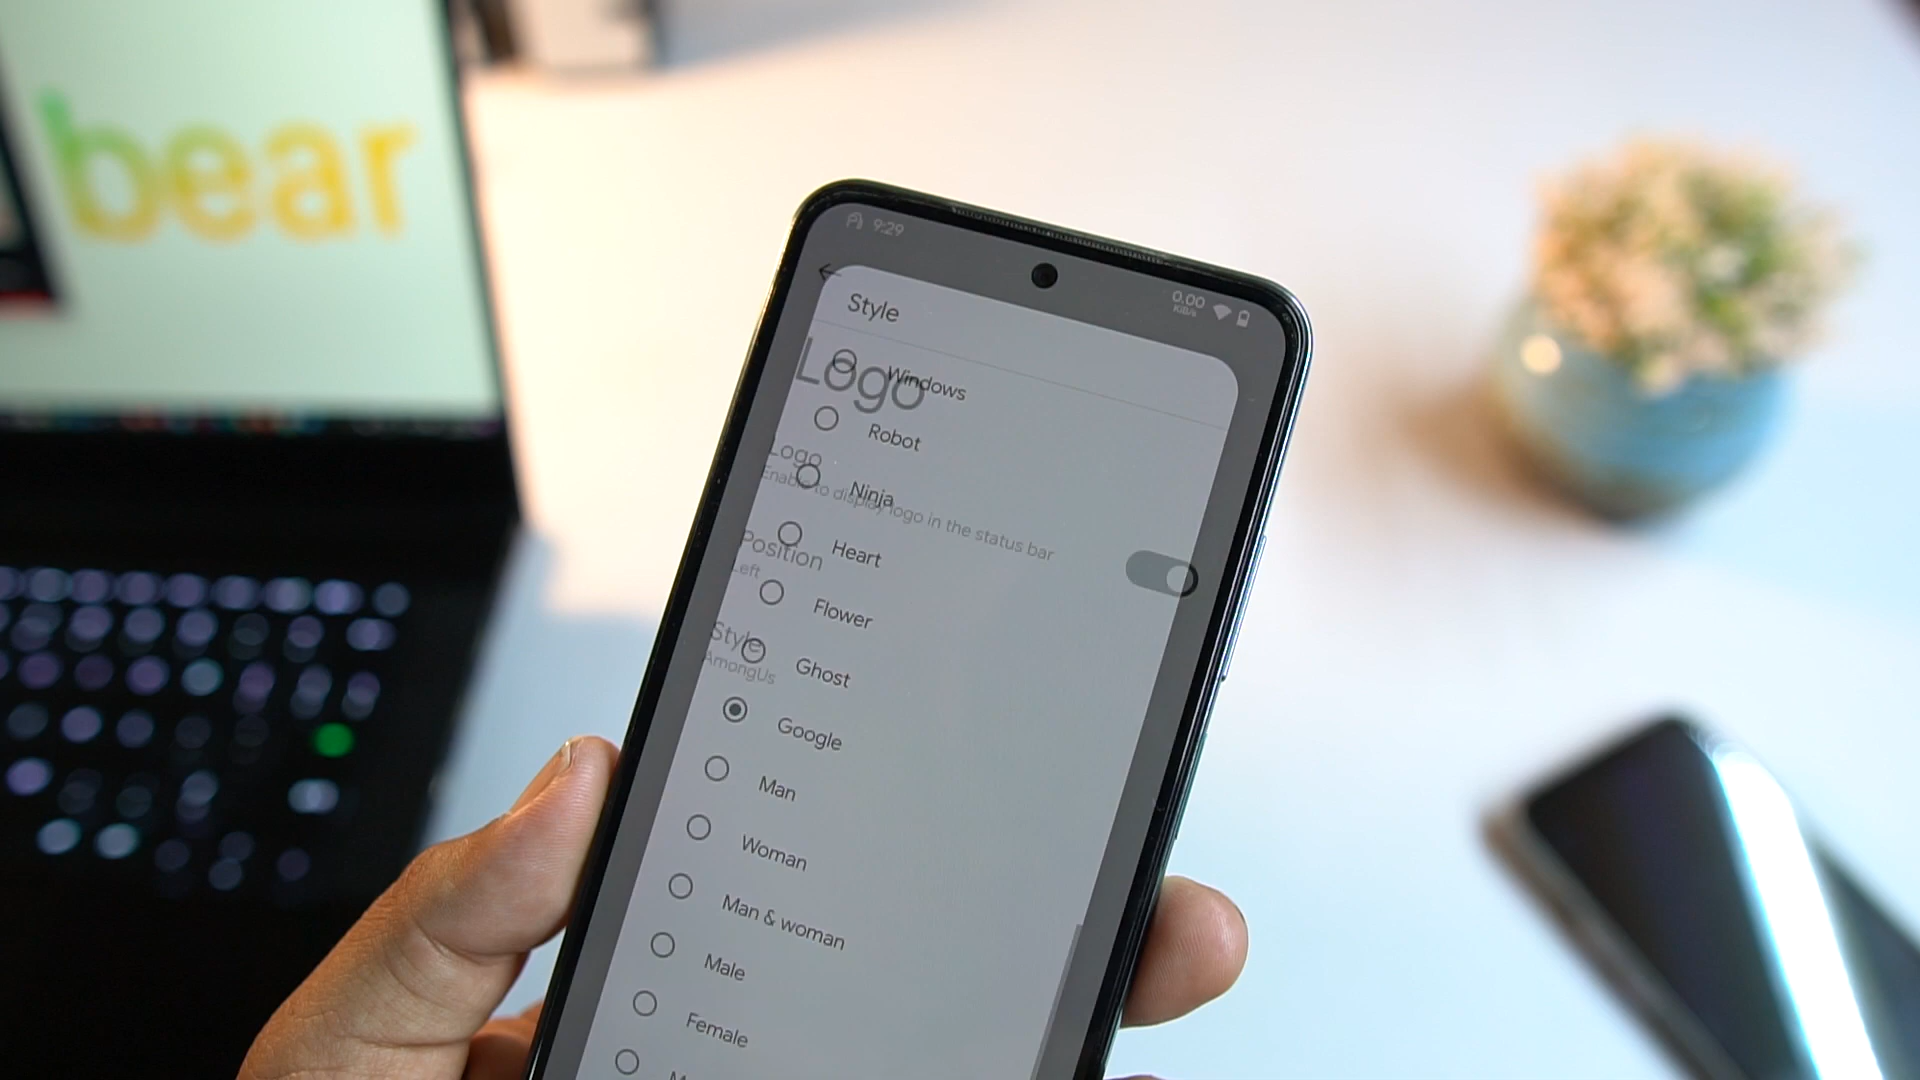 bear
9:29
0.00
KiB/s
Style
Logo
Windows
Robot
Logo
Ninja
Enable to display logo in the status bar
Heart
Position
Left
Flower
Style
Ghost
AmongUs
Google
Man
Woman
Man & woman
Male
Female